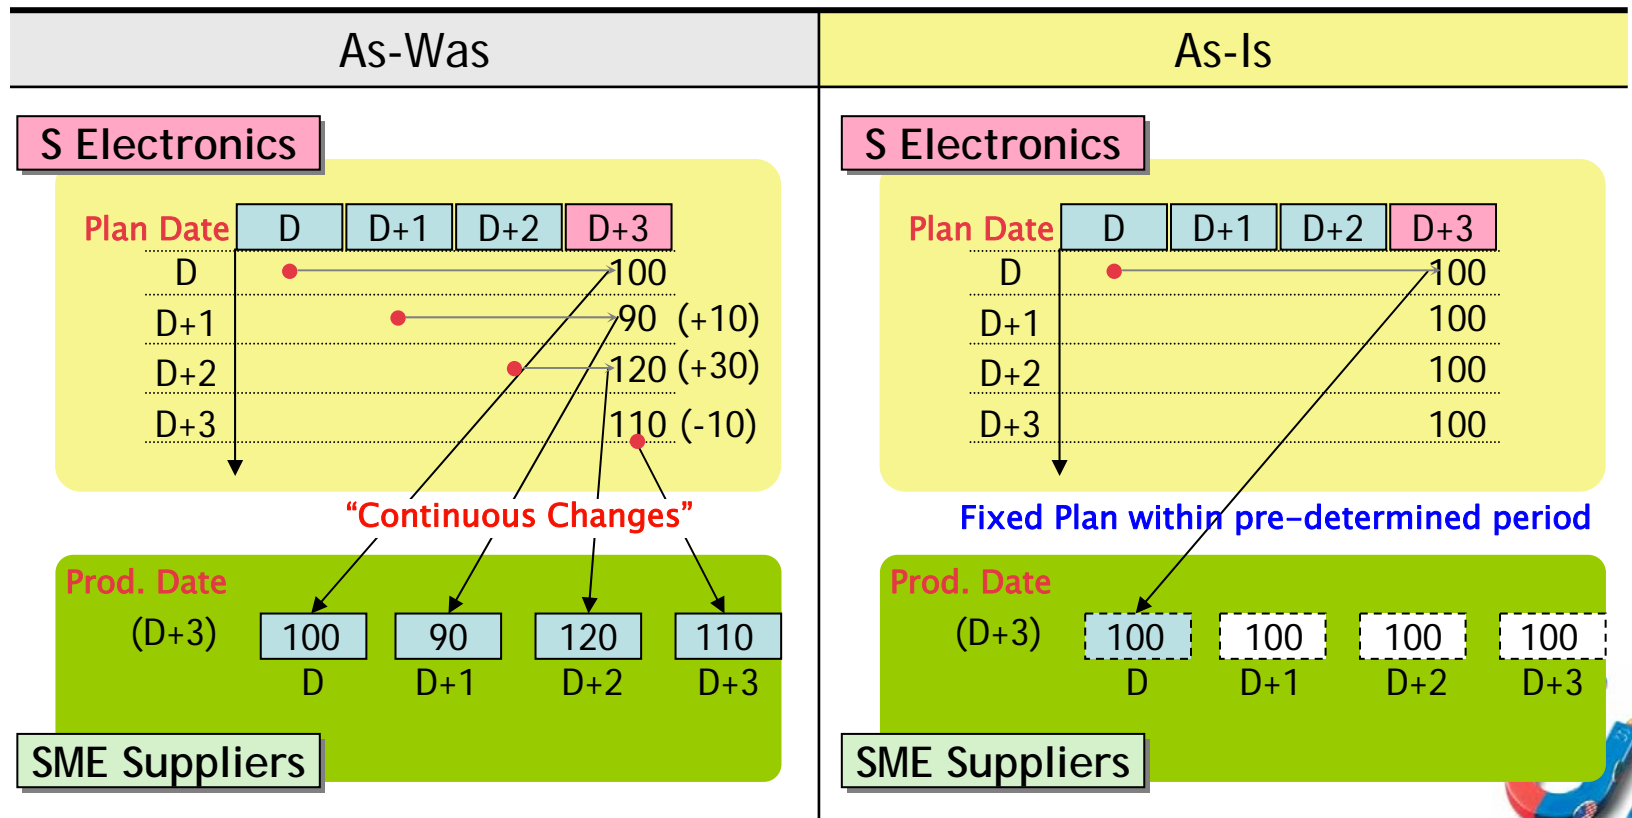 As-Was
As-Is
S Electronics
Plan Date D D+1 D+2 D+3
D 100
D+1 90 (+10)
D+2 120 (+30)
D+3 110 (-10)
“Continuous Changes”
Prod. Date
(D+3) 100 90 120 110
D D+1 D+2 D+3
SME Suppliers
S Electronics
Plan Date D D+1 D+2 D+3
D 100
D+1 100
D+2 100
D+3 100
Fixed Plan within pre-determined period
Prod. Date
(D+3) 100 100 100 100
D D+1 D+2 D+3
SME Suppliers